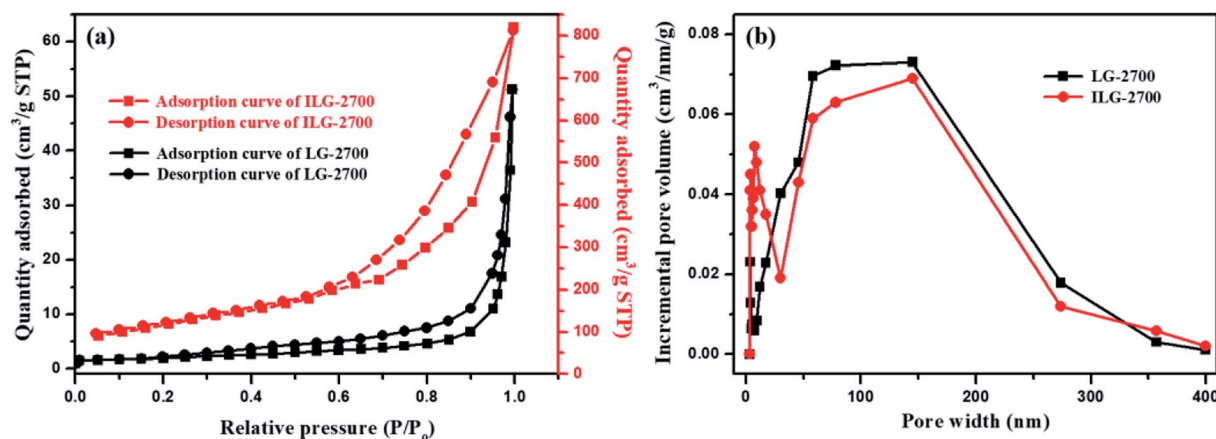 (a)
Adsorption curve of ILG-2700
Desorption curve of ILG-2700
Adsorption curve of LG-2700
Desorption curve of LG-2700
Quantity adsorbed (cm³/g STP)
60
50
40
30
20
10
0
0.0 0.2 0.4 0.6 0.8 1.0
Relative pressure (P/P₀)
800
700
600
500
400
300
200
100
0
Quantity adsorbed (cm³/g STP)
(b)
LG-2700
ILG-2700
Incremental pore volume (cm³/nm/g)
0.08
0.06
0.04
0.02
0.00
0 50 100 150 200 250 400
Pore width (nm)